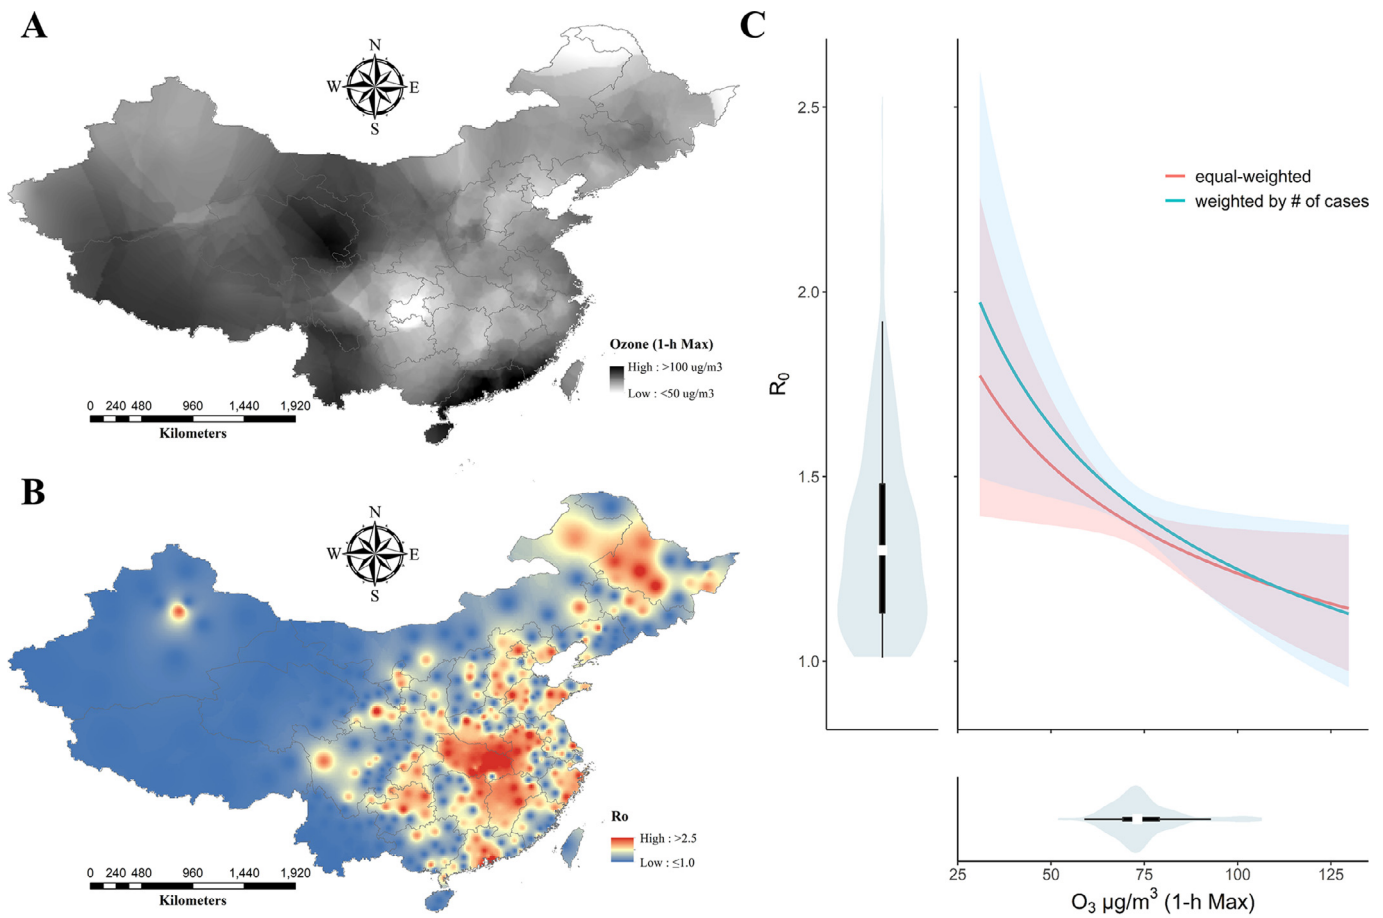 A
N
W
E
S
Ozone (1-h Max)
High : >100 ug/m3
Low : <50 ug/m3
0 240 480 960 1,440 1,920
Kilometers
B
N
W
E
S
Ro
High : >2.5
Low : ≤1.0
0 240 480 960 1,440 1,920
Kilometers
C
2.5
2.0
1.5
1.0
R₀
equal-weighted
weighted by # of cases
25 50 75 100 125
O₃ µg/m³ (1-h Max)